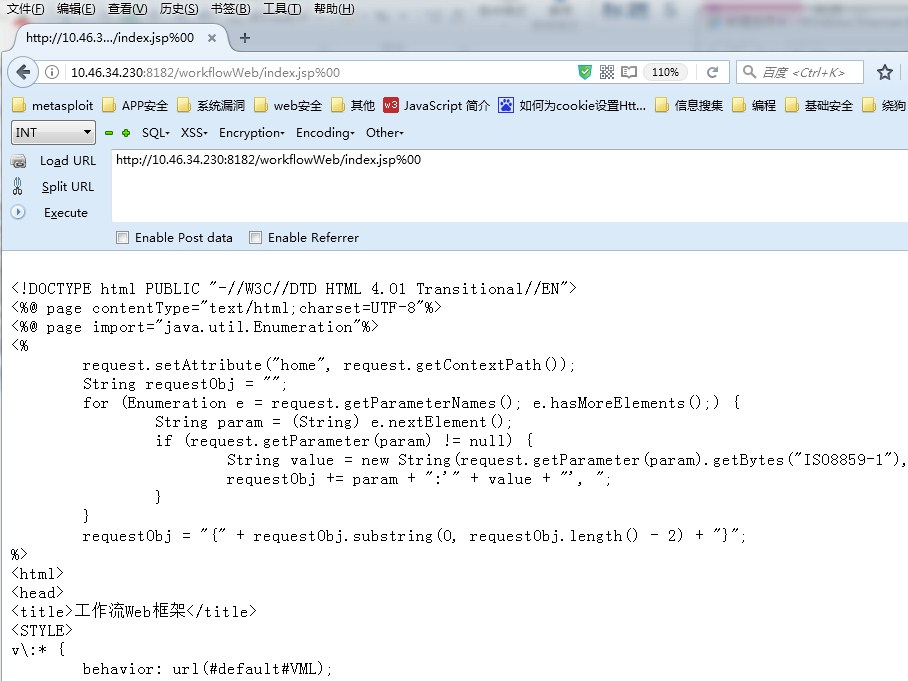 文件(F) 编辑(E) 查看(V) 历史(S) 书签(B) 工具(T) 帮助(H)
http://10.46.3.../index.jsp%00
10.46.34.230:8182/workflowWeb/index.jsp%00 110% 百度 <Ctrl+K>
metasploit APP安全 系统漏洞 web安全 其他 w3 JavaScript 简介 如何为cookie设置Htt... 信息搜集 编程 基础安全 绕狗
INT SQL XSS Encryption Encoding Other
Load URL http://10.46.34.230:8182/workflowWeb/index.jsp%00
Split URL
Execute
Enable Post data Enable Referrer
<!DOCTYPE html PUBLIC "-//W3C//DTD HTML 4.01 Transitional//EN">
<%@ page contentType="text/html;charset=UTF-8"%>
<%@ page import="java.util.Enumeration"%>
<%
request.setAttribute("home", request.getContextPath());
String requestObj = "";
for (Enumeration e = request.getParameterNames(); e.hasMoreElements();) {
String param = (String) e.nextElement();
if (request.getParameter(param) != null) {
String value = new String(request.getParameter(param).getBytes("ISO8859-1"),
requestObj += param + ":'" + value + "', ";
}
}
requestObj = "{" + requestObj.substring(0, requestObj.length() - 2) + "}";
%>
<html>
<head>
<title>工作流Web框架</title>
<STYLE>
v\:* {
behavior: url(#default#VML);